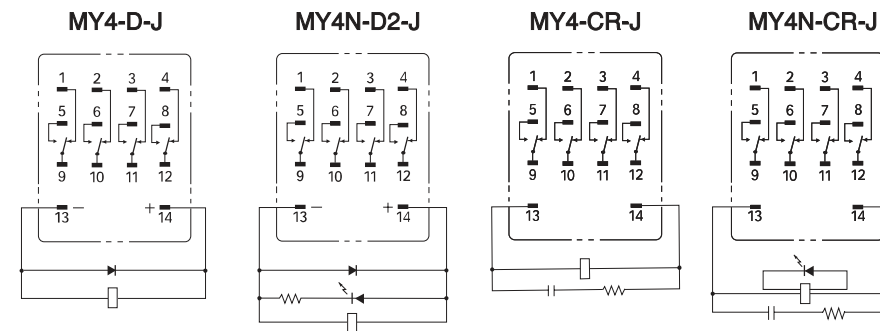 MY4-D-J MY4N-D2-J MY4-CR-J MY4N-CR-J
1 2 3 4 1 2 3 4 1 2 3 4 1 2 3 4
5 6 7 8 5 6 7 8 5 6 7 8 5 6 7 8
9 10 11 12 9 10 11 12 9 10 11 12 9 10 11 12
13 − + 14 13 − + 14 13 14 13 14